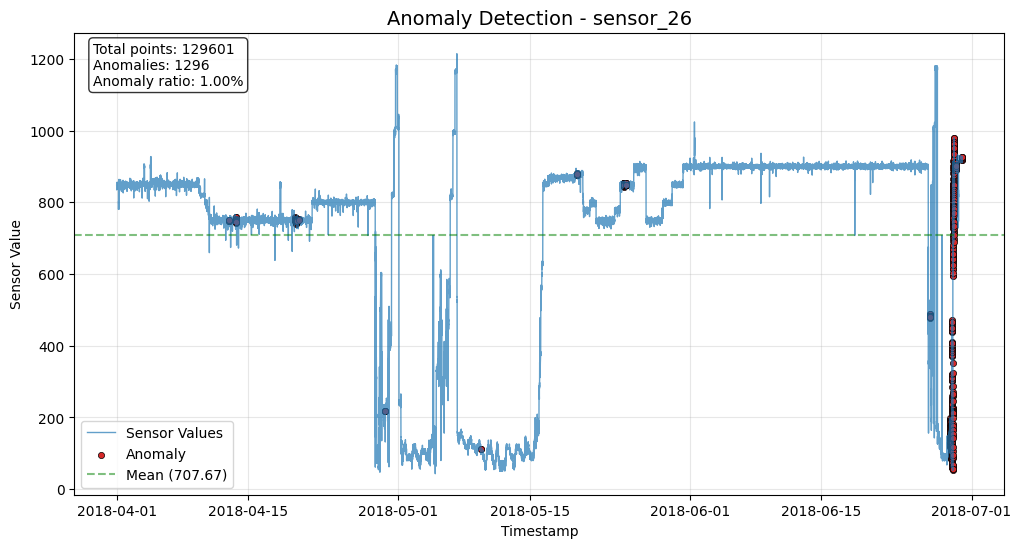 Anomaly Detection - sensor_26
Total points: 129601
Anomalies: 1296
Anomaly ratio: 1.00%
Sensor Value
1200
1000
800
600
400
200
0
Sensor Values
Anomaly
Mean (707.67)
2018-04-01 2018-04-15 2018-05-01 2018-05-15 2018-06-01 2018-06-15 2018-07-01
Timestamp